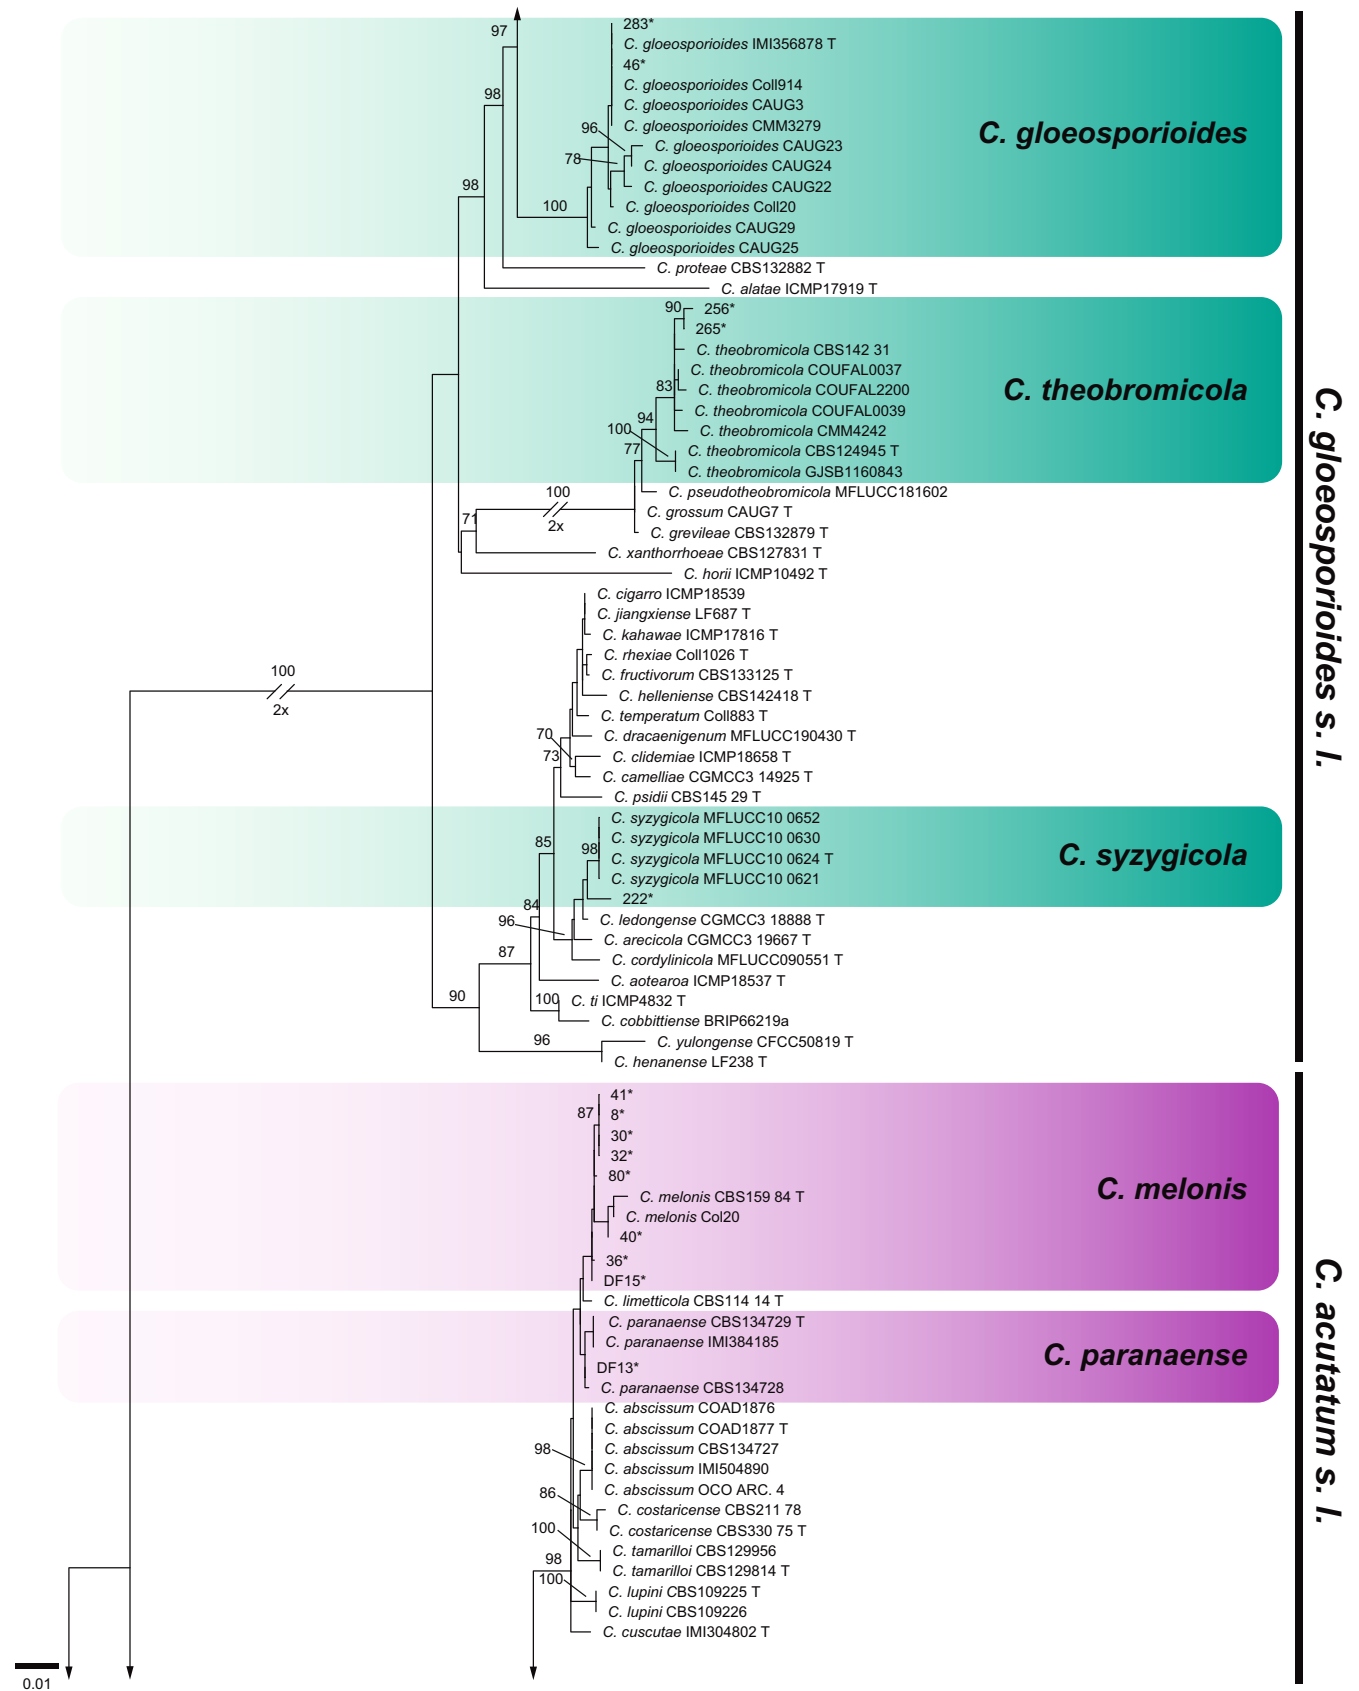 97
283*
C. gloeosporioides IMI356878 T
46*
98
C. gloeosporioides Coll914
C. gloeosporioides CAUG3
C. gloeosporioides CMM3279
96
C. gloeosporioides
C. gloeosporioides CAUG23
78
C. gloeosporioides CAUG24
98
C. gloeosporioides CAUG22
100
C. gloeosporioides Coll20
C. gloeosporioides CAUG29
C. gloeosporioides CAUG25
C. proteae CBS132882 T
C. alatae ICMP17919 T
90
256*
265*
C. theobromicola CBS142 31
C. theobromicola COUFAL0037
83
C. theobromicola COUFAL2200
C. theobromicola
94
C. theobromicola COUFAL0039
100
C. theobromicola CMM4242
77
C. theobromicola CBS124945 T
C. theobromicola GJSB1160843
C. pseudotheobromicola MFLUCC181602
100
2x
C. grossum CAUG7 T
71
C. grevileae CBS132879 T
C. xanthorrhoeae CBS127831 T
C. horii ICMP10492 T
C. gloeosporioides s. l.
C. cigarro ICMP18539
C. jiangxiense LF687 T
C. kahawae ICMP17816 T
C. rhexiae Coll1026 T
100
2x
C. fructivorum CBS133125 T
C. helleniense CBS142418 T
C. temperatum Coll883 T
70
C. dracaenigenum MFLUCC190430 T
73
C. clidemiae ICMP18658 T
C. camelliae CGMCC3 14925 T
C. psidii CBS145 29 T
C. syzygicola MFLUCC10 0652
85
C. syzygicola MFLUCC10 0630
98
C. syzygicola MFLUCC10 0624 T
C. syzygicola
C. syzygicola MFLUCC10 0621
84
222*
96
C. ledongense CGMCC3 18888 T
C. arecicola CGMCC3 19667 T
87
C. cordylinicola MFLUCC090551 T
C. aotearoa ICMP18537 T
90
100
C. ti ICMP4832 T
C. cobbittiense BRIP66219a
96
C. yulongense CFCC50819 T
C. henanense LF238 T
41*
87
8*
30*
32*
80*
C. melonis
C. melonis CBS159 84 T
C. melonis Col20
40*
36*
DF15*
C. limetticola CBS114 14 T
C. paranaense CBS134729 T
C. paranaense IMI384185
C. paranaense
DF13*
C. paranaense CBS134728
C. acutatum s. l.
C. abscissum COAD1876
C. abscissum COAD1877 T
98
C. abscissum CBS134727
C. abscissum IMI504890
C. abscissum OCO ARC. 4
86
C. costaricense CBS211 78
100
C. costaricense CBS330 75 T
C. tamarilloi CBS129956
98
C. tamarilloi CBS129814 T
100
C. lupini CBS109225 T
C. lupini CBS109226
C. cuscutae IMI304802 T
0.01